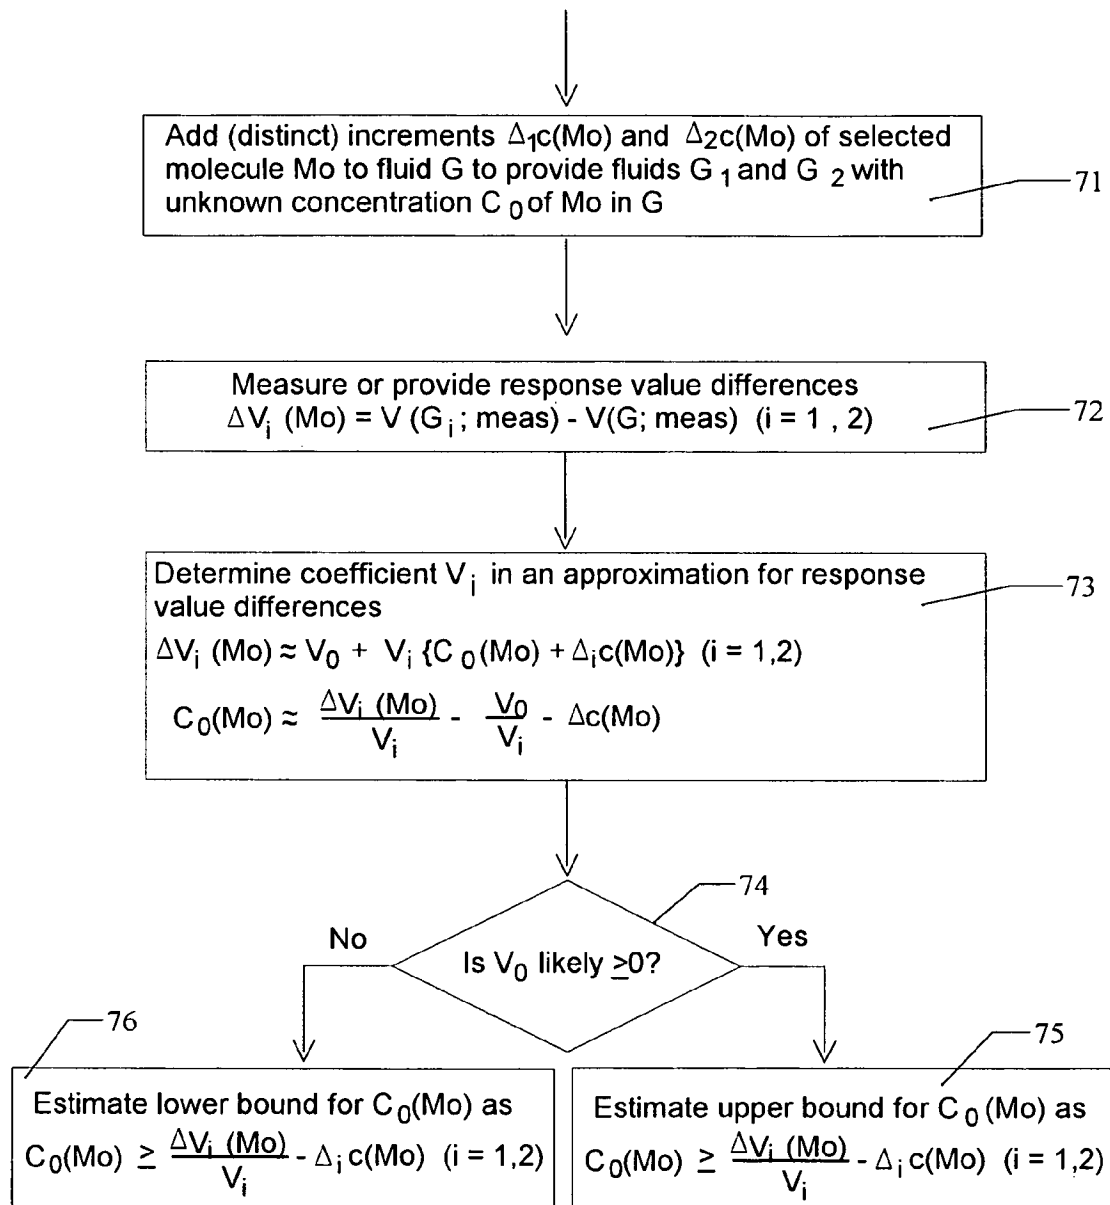 Add (distinct) increments Δ₁c(Mo) and Δ₂c(Mo) of selected
molecule Mo to fluid G to provide fluids G₁ and G₂ with
unknown concentration C₀ of Mo in G
71
Measure or provide response value differences
ΔVᵢ (Mo) = V (Gᵢ ; meas) - V(G; meas) (i = 1 , 2)
72
Determine coefficient Vᵢ in an approximation for response
value differences
73
ΔVᵢ (Mo) ≈ V₀ + Vᵢ {C₀(Mo) + Δᵢc(Mo)} (i = 1,2)
C₀(Mo) ≈ ΔVᵢ (Mo)/Vᵢ - V₀/Vᵢ - Δc(Mo)
74
No
Is V₀ likely ≥0?
Yes
76
75
Estimate lower bound for C₀(Mo) as
C₀(Mo) ≥ ΔVᵢ (Mo)/Vᵢ - Δᵢ c(Mo) (i = 1,2)
Estimate upper bound for C₀ (Mo) as
C₀(Mo) ≥ ΔVᵢ (Mo)/Vᵢ - Δᵢ c(Mo) (i = 1,2)